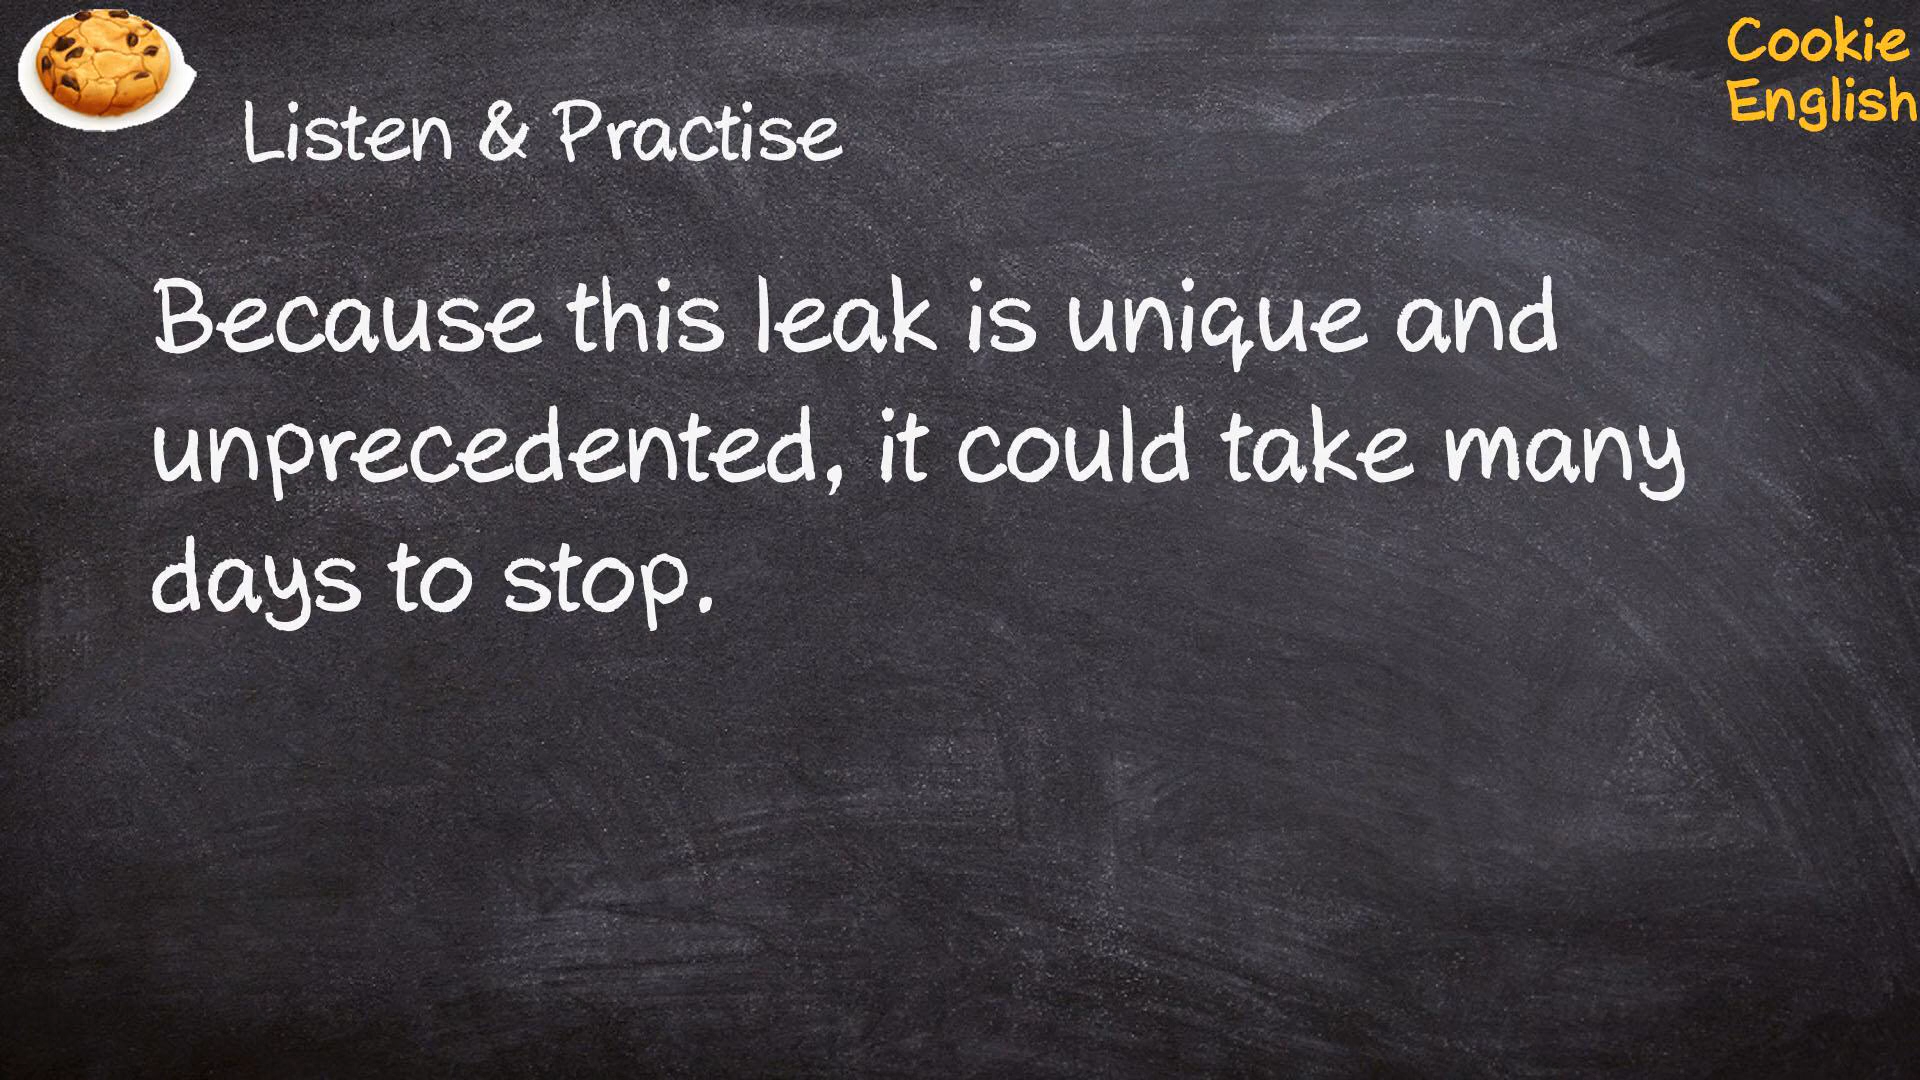 Cookie
English
Listen & Practise
Because this leak is unique and
unprecedented, it could take many
days to stop.